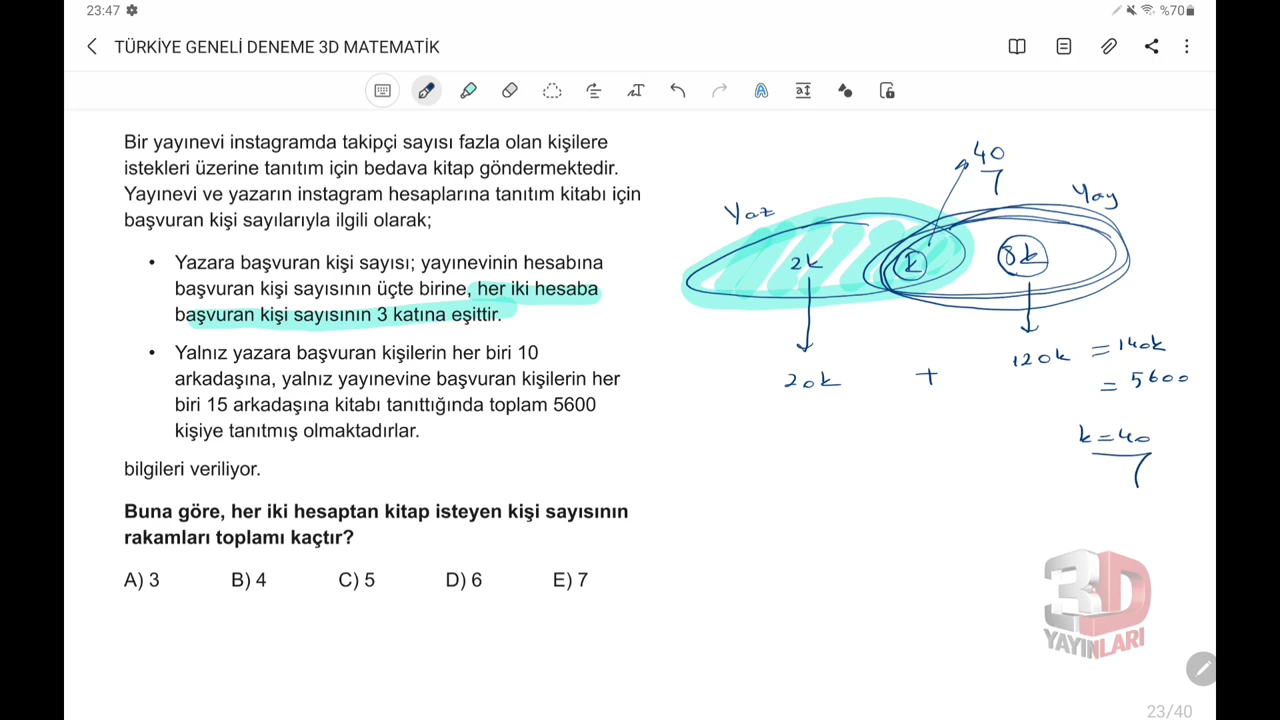 23:47
%70
TÜRKİYE GENELİ DENEME 3D MATEMATİK
Bir yayınevi instagramda takipçi sayısı fazla olan kişilere
istekleri üzerine tanıtım için bedava kitap göndermektedir.
Yayınevi ve yazarın instagram hesaplarına tanıtım kitabı için
başvuran kişi sayılarıyla ilgili olarak;
• Yazara başvuran kişi sayısı; yayınevinin hesabına
başvuran kişi sayısının üçte birine, her iki hesaba
başvuran kişi sayısının 3 katına eşittir.
• Yalnız yazara başvuran kişilerin her biri 10
arkadaşına, yalnız yayınevine başvuran kişilerin her
biri 15 arkadaşına kitabı tanıttığında toplam 5600
kişiye tanıtmış olmaktadırlar.
bilgileri veriliyor.
Buna göre, her iki hesaptan kitap isteyen kişi sayısının
rakamları toplamı kaçtır?
A) 3 B) 4 C) 5 D) 6 E) 7
40
7
Yaz
Yay
2k
k
8k
20k + 120k = 140k
= 5600
k = 40
3D
YAYINLARI
23/40